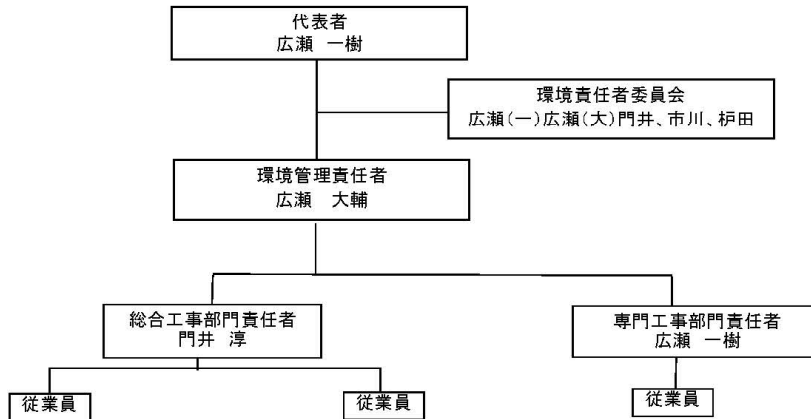 代表者
広瀬 一樹
環境責任者委員会
広瀬(一)広瀬(大)門井、市川、枦田
環境管理責任者
広瀬 大輔
総合工事部門責任者
門井 淳
専門工事部門責任者
広瀬 一樹
従業員
従業員
従業員